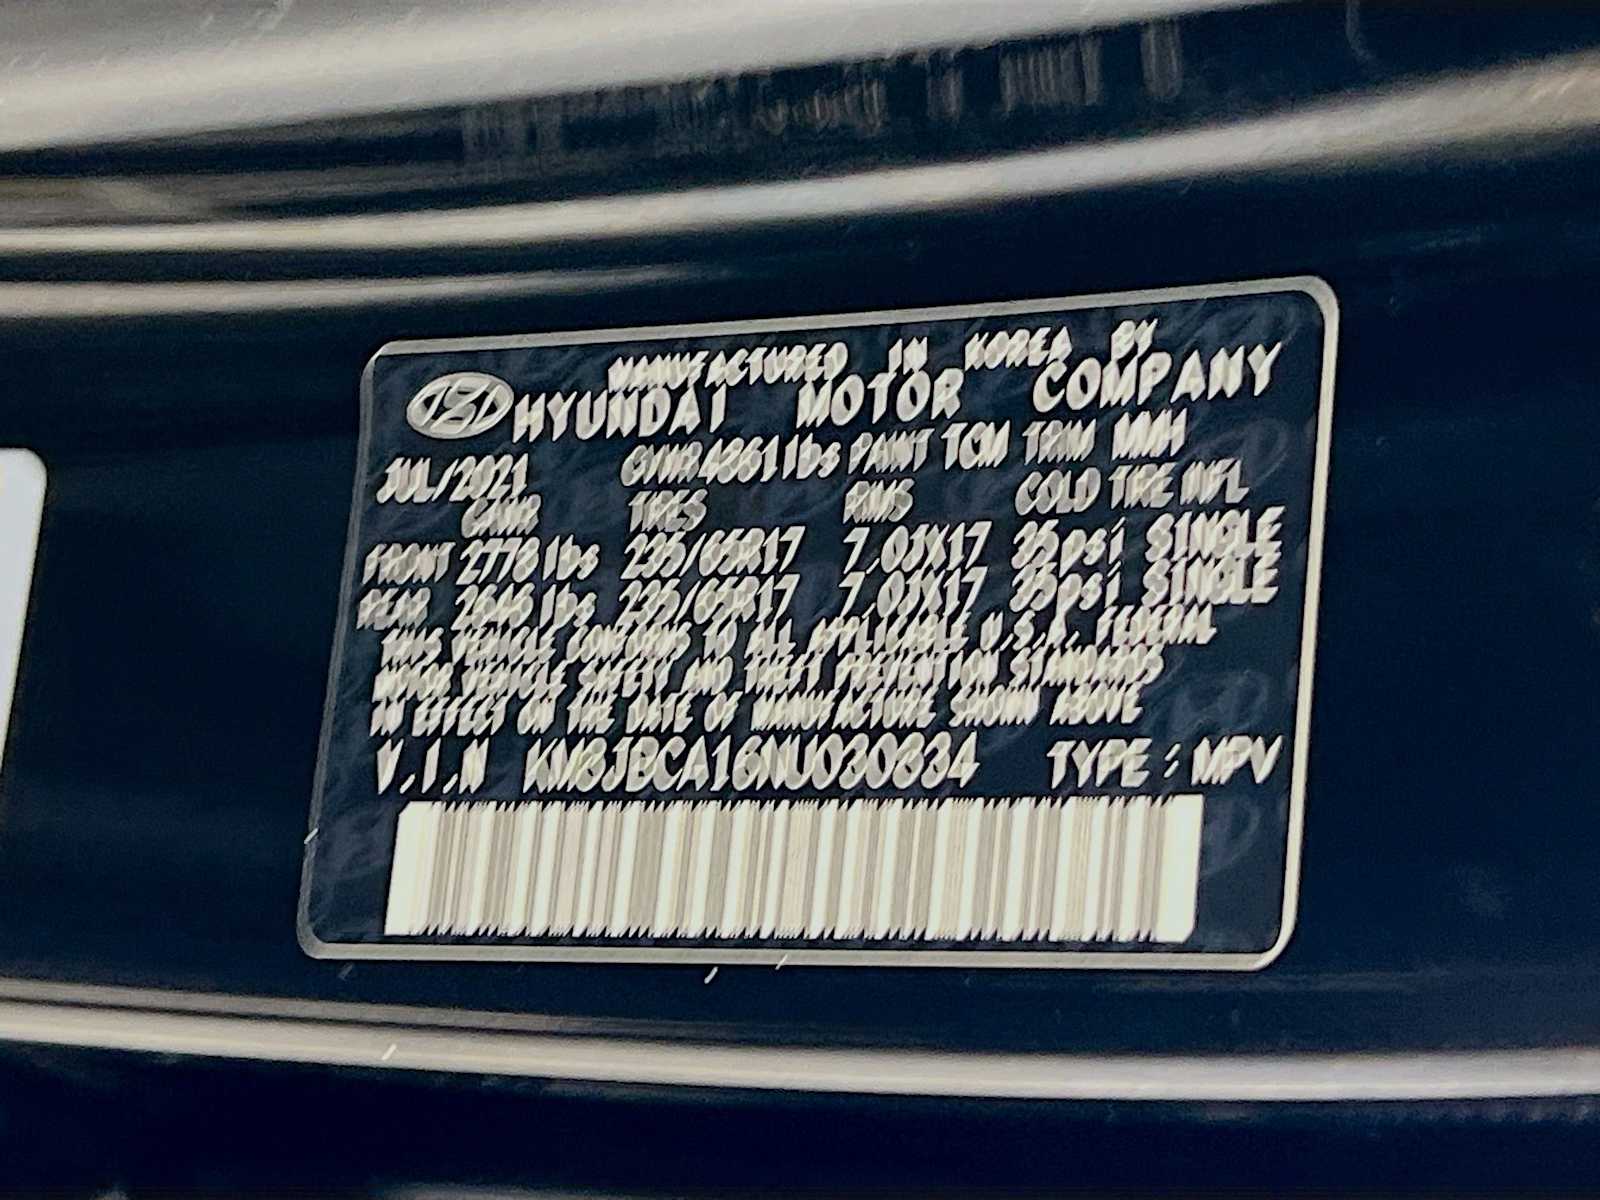 MANUFACTURED IN KOREA BY
HYUNDAI MOTOR COMPANY
JUL/2021 GVWR 4861 lbs PAINT TCM TRIM MMH
GAWR TIRES RIMS COLD TIRE INFL
FRONT 2778 lbs 235/65R17 7.0JX17 35psi SINGLE
REAR 2646 lbs 235/65R17 7.0JX17 35psi SINGLE
THIS VEHICLE CONFORMS TO ALL APPLICABLE U.S.A. FEDERAL
MOTOR VEHICLE SAFETY AND THEFT PREVENTION STANDARDS
IN EFFECT ON THE DATE OF MANUFACTURE SHOWN ABOVE
V.I.N KM8JBCA16NU030834 TYPE : MPV